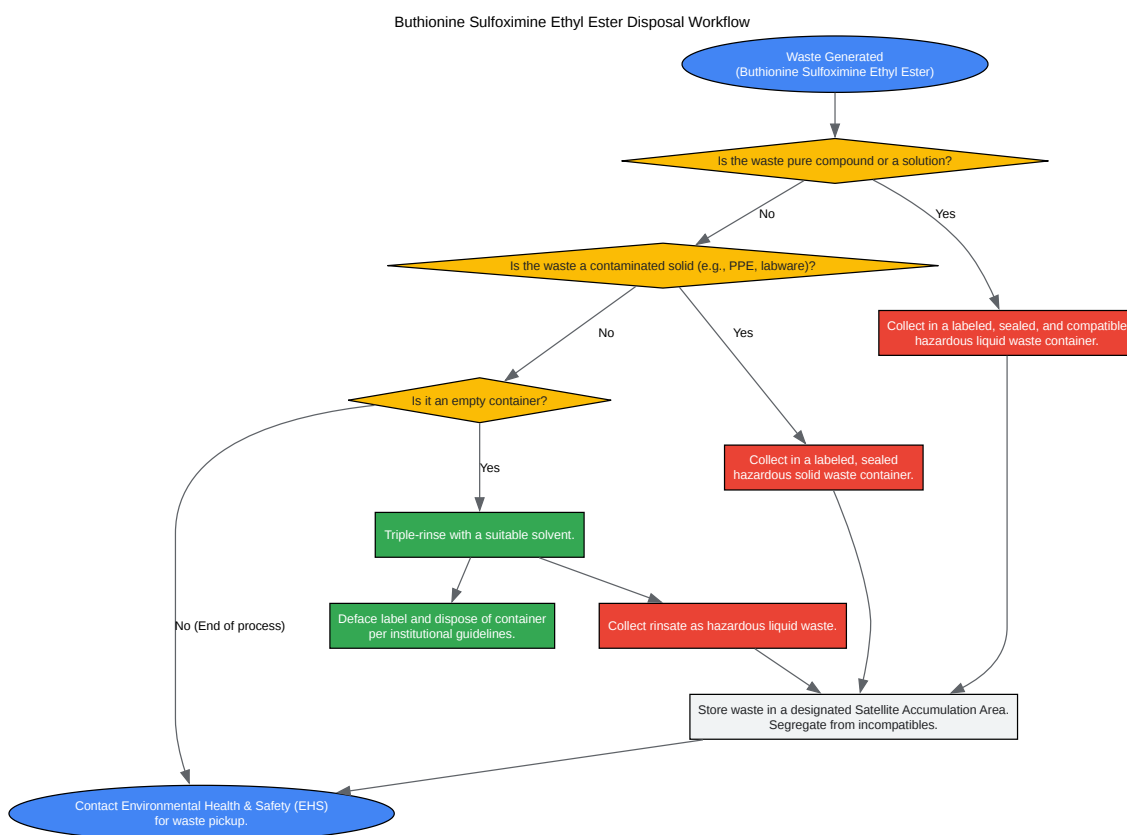 Buthionine Sulfoximine Ethyl Ester Disposal Workflow
Waste Generated
(Buthionine Sulfoximine Ethyl Ester)
Is the waste pure compound or a solution?
No
Yes
Is the waste a contaminated solid (e.g., PPE, labware)?
Collect in a labeled, sealed, and compatible
hazardous liquid waste container.
No
Yes
Is it an empty container?
Collect in a labeled, sealed
hazardous solid waste container.
Yes
Triple-rinse with a suitable solvent.
Deface label and dispose of container
per institutional guidelines.
Collect rinsate as hazardous liquid waste.
No (End of process)
Store waste in a designated Satellite Accumulation Area.
Segregate from incompatibles.
Contact Environmental Health & Safety (EHS)
for waste pickup.